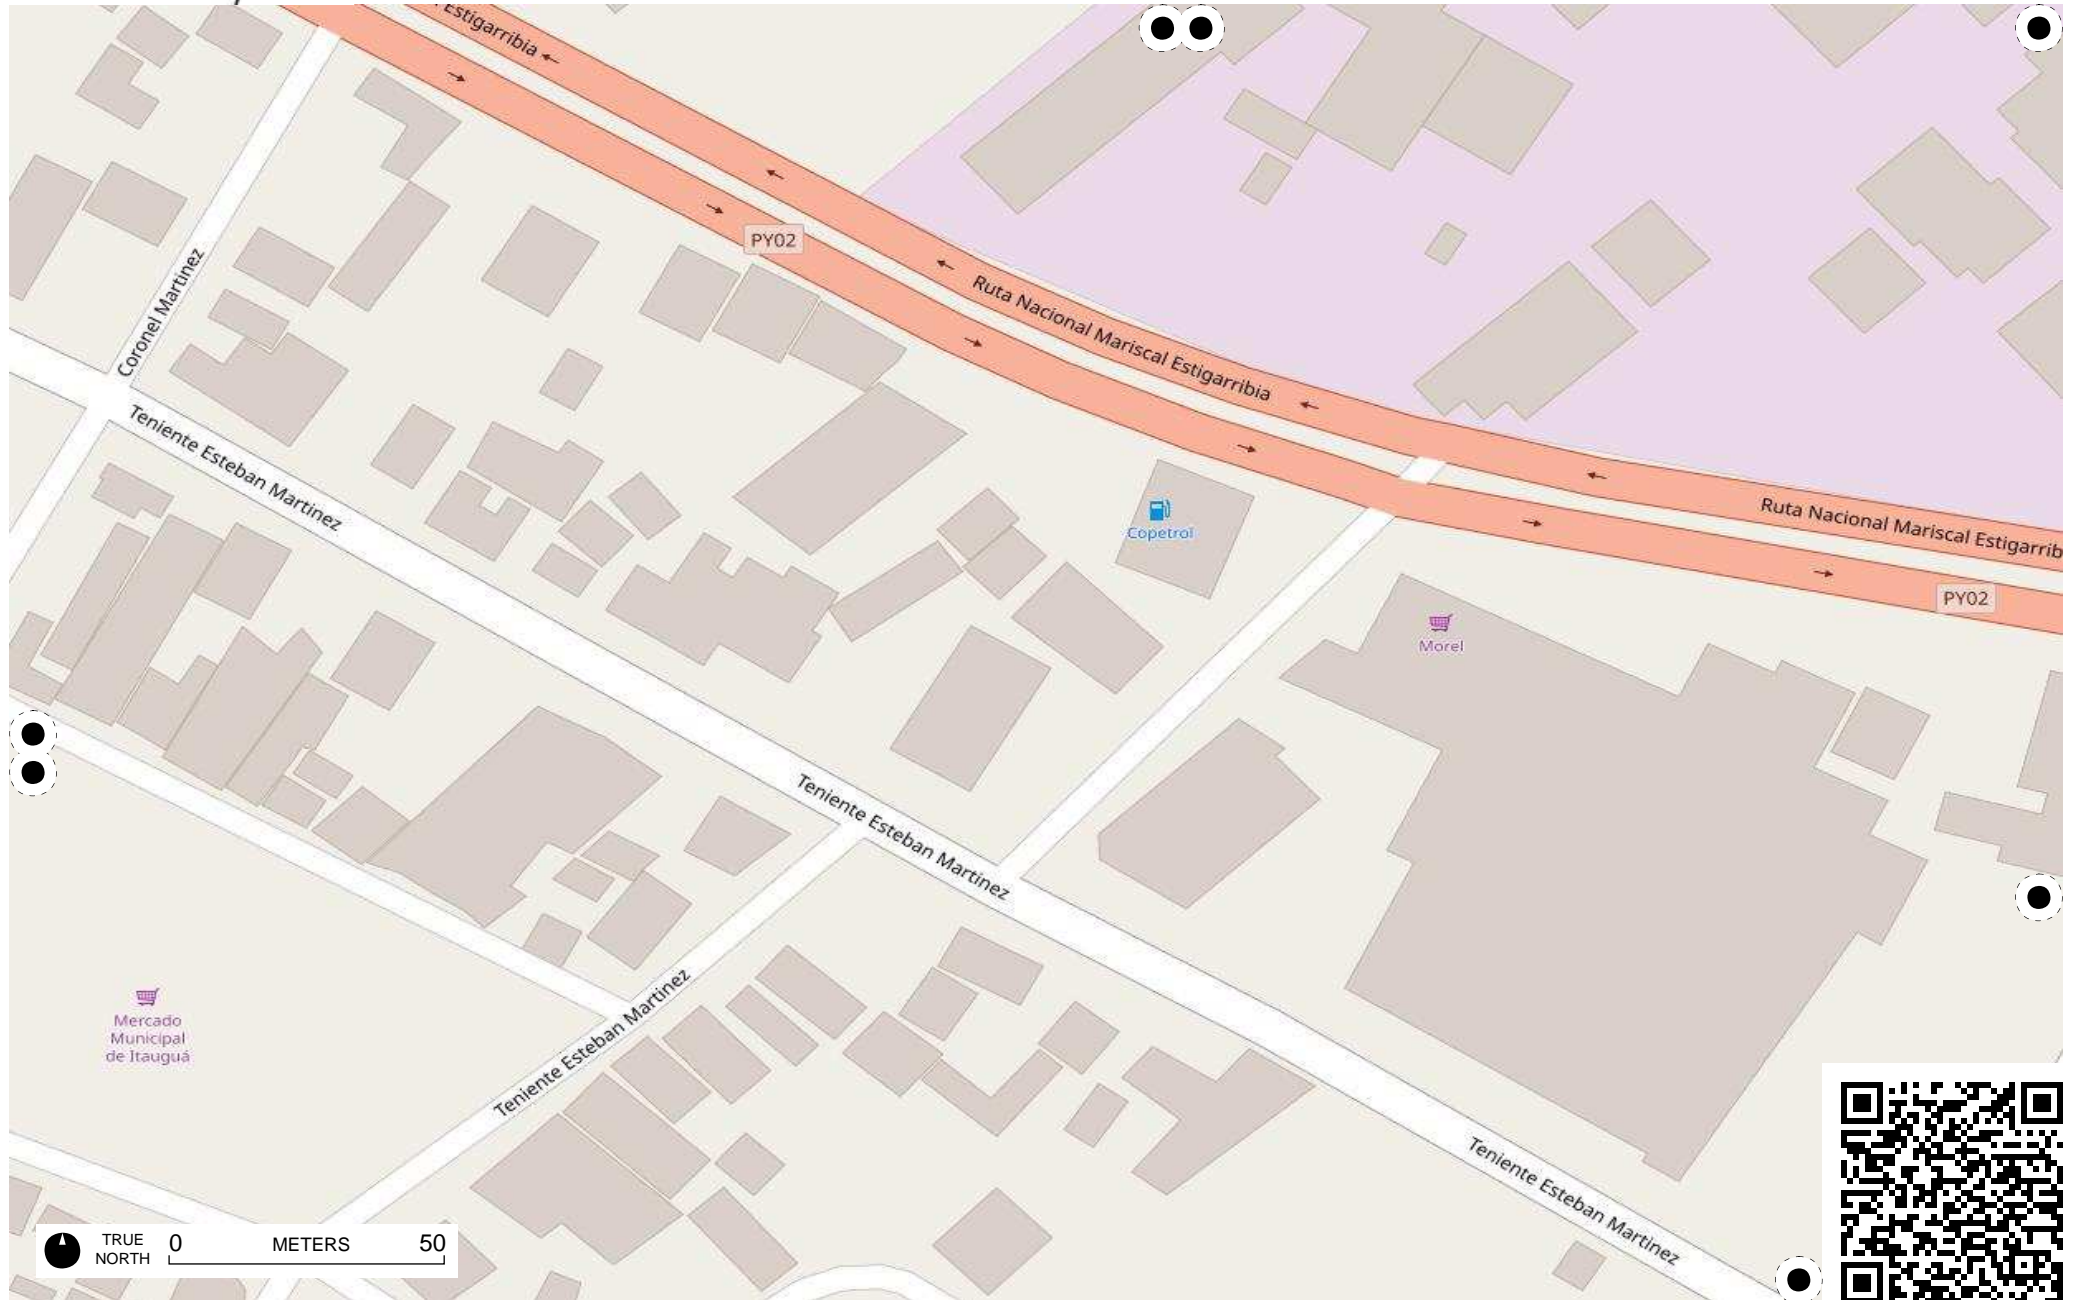 Estigarribia
PY02
Coronel Martinez
Ruta Nacional Mariscal Estigarribia
Teniente Esteban Martinez
Copetrol
Ruta Nacional Mariscal Estigarrib
PY02
Morel
Teniente Esteban Martinez
Mercado
Municipal
de Itauguá
Teniente Esteban Martinez
Teniente Esteban Martinez
TRUE
NORTH
0 METERS 50